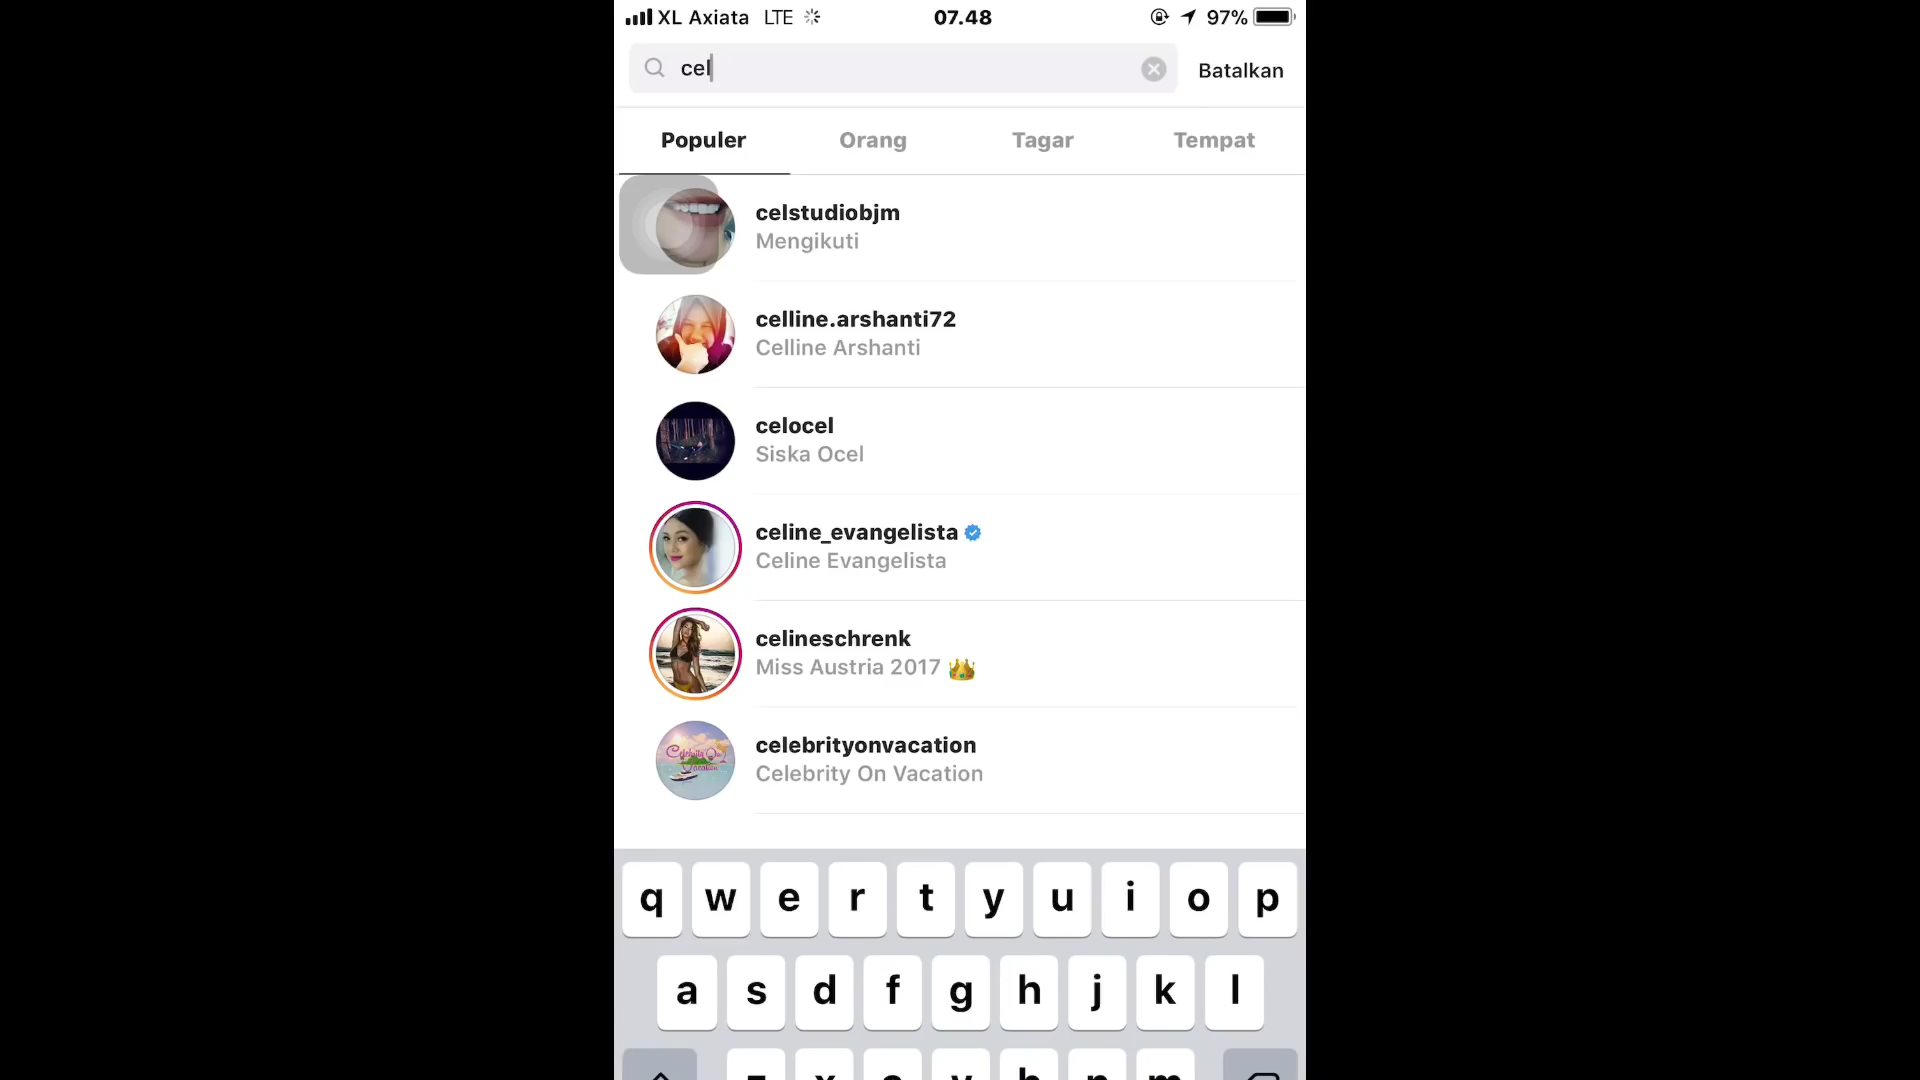 XL Axiata LTE 07.48 97%
cel Batalkan
Populer Orang Tagar Tempat
celstudiobjm
Mengikuti
celline.arshanti72
Celline Arshanti
celocel
Siska Ocel
celine_evangelista
Celine Evangelista
celineschrenk
Miss Austria 2017 👑
celebrityonvacation
Celebrity On Vacation
q w e r t y u i o p
a s d f g h j k l
z x c v b n m